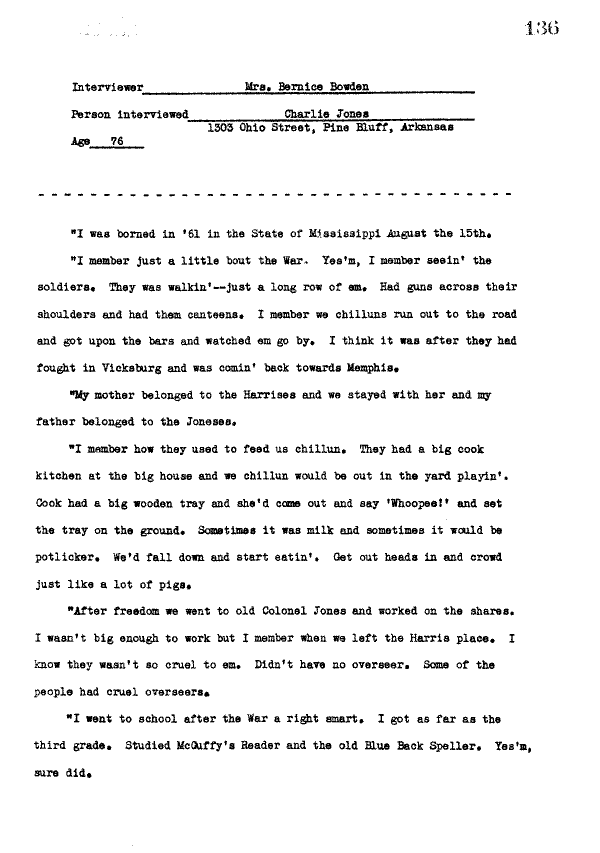 136
Interviewer Mrs. Bernice Bowden
Person interviewed Charlie Jones
1303 Ohio Street, Pine Bluff, Arkansas
Age 76
- - - - - - - - - - - - - - - - - - - - - - - - - - - - - - - - - - - - -
"I was borned in '61 in the State of Mississippi August the 15th.
"I member just a little bout the War. Yes'm, I member seein' the
soldiers. They was walkin'--just a long row of em. Had guns across their
shoulders and had them canteens. I member we chilluns run out to the road
and got upon the bars and watched em go by. I think it was after they had
fought in Vicksburg and was comin' back towards Memphis.
"My mother belonged to the Harrises and we stayed with her and my
father belonged to the Joneses.
"I member how they used to feed us chillun. They had a big cook
kitchen at the big house and we chillun would be out in the yard playin'.
Cook had a big wooden tray and she'd come out and say 'Whoopee!' and set
the tray on the ground. Sometimes it was milk and sometimes it would be
potlicker. We'd fall down and start eatin'. Get out heads in and crowd
just like a lot of pigs.
"After freedom we went to old Colonel Jones and worked on the shares.
I wasn't big enough to work but I member when we left the Harris place. I
know they wasn't so cruel to em. Didn't have no overseer. Some of the
people had cruel overseers.
"I went to school after the War a right smart. I got as far as the
third grade. Studied McGuffy's Reader and the old Blue Back Speller. Yes'm,
sure did.